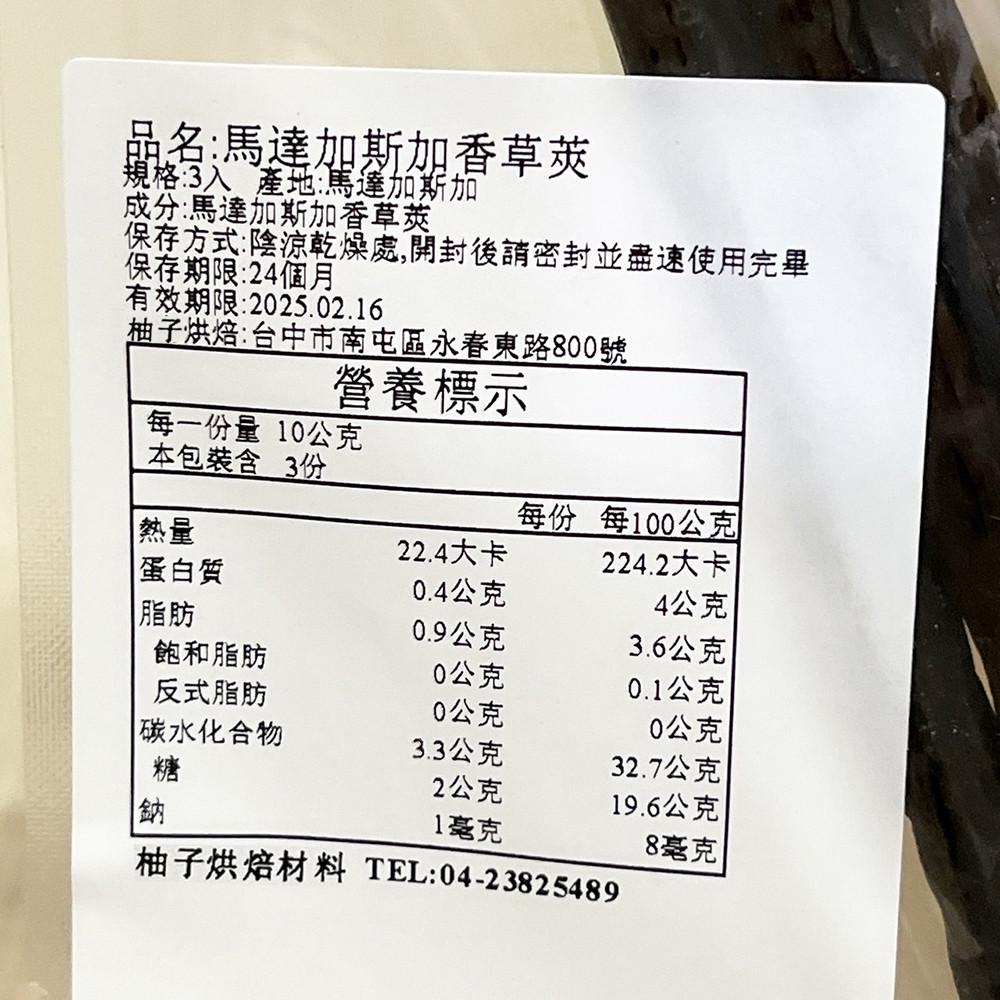 品名:馬達加斯加香草莢
規格:3入 產地:馬達加斯加
成分:馬達加斯加香草莢
保存方式:陰涼乾燥處,開封後請密封並盡速使用完畢
保存期限:24個月
有效期限:2025.02.16
柚子烘焙:台中市南屯區永春東路800號
營養標示
每一份量 10公克
本包裝含 3份
每份 每100公克
熱量 22.4大卡 224.2大卡
蛋白質 0.4公克 4公克
脂肪 0.9公克 3.6公克
飽和脂肪 0公克 0.1公克
反式脂肪 0公克 0公克
碳水化合物 3.3公克 32.7公克
糖 2公克 19.6公克
鈉 1毫克 8毫克
柚子烘焙材料 TEL:04-23825489